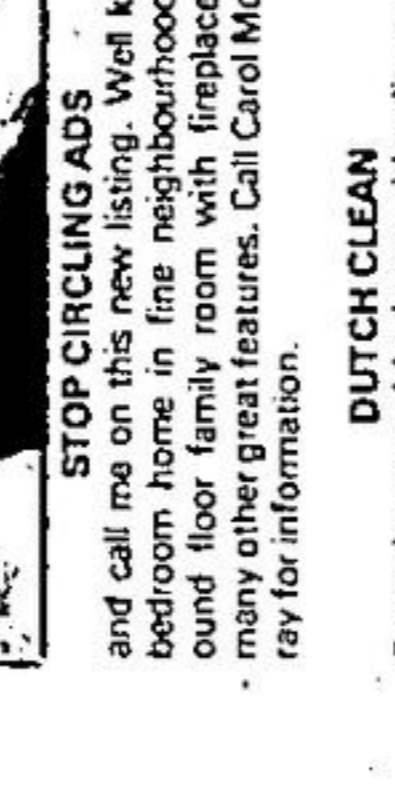 STOP CIRCLING ADS
and call me on this new listing. Well
bedroom home in fine neighbourhood
ound floor family room with fireplace
many other great features. Call Carol
ray for information.
DUTCH CLEAN